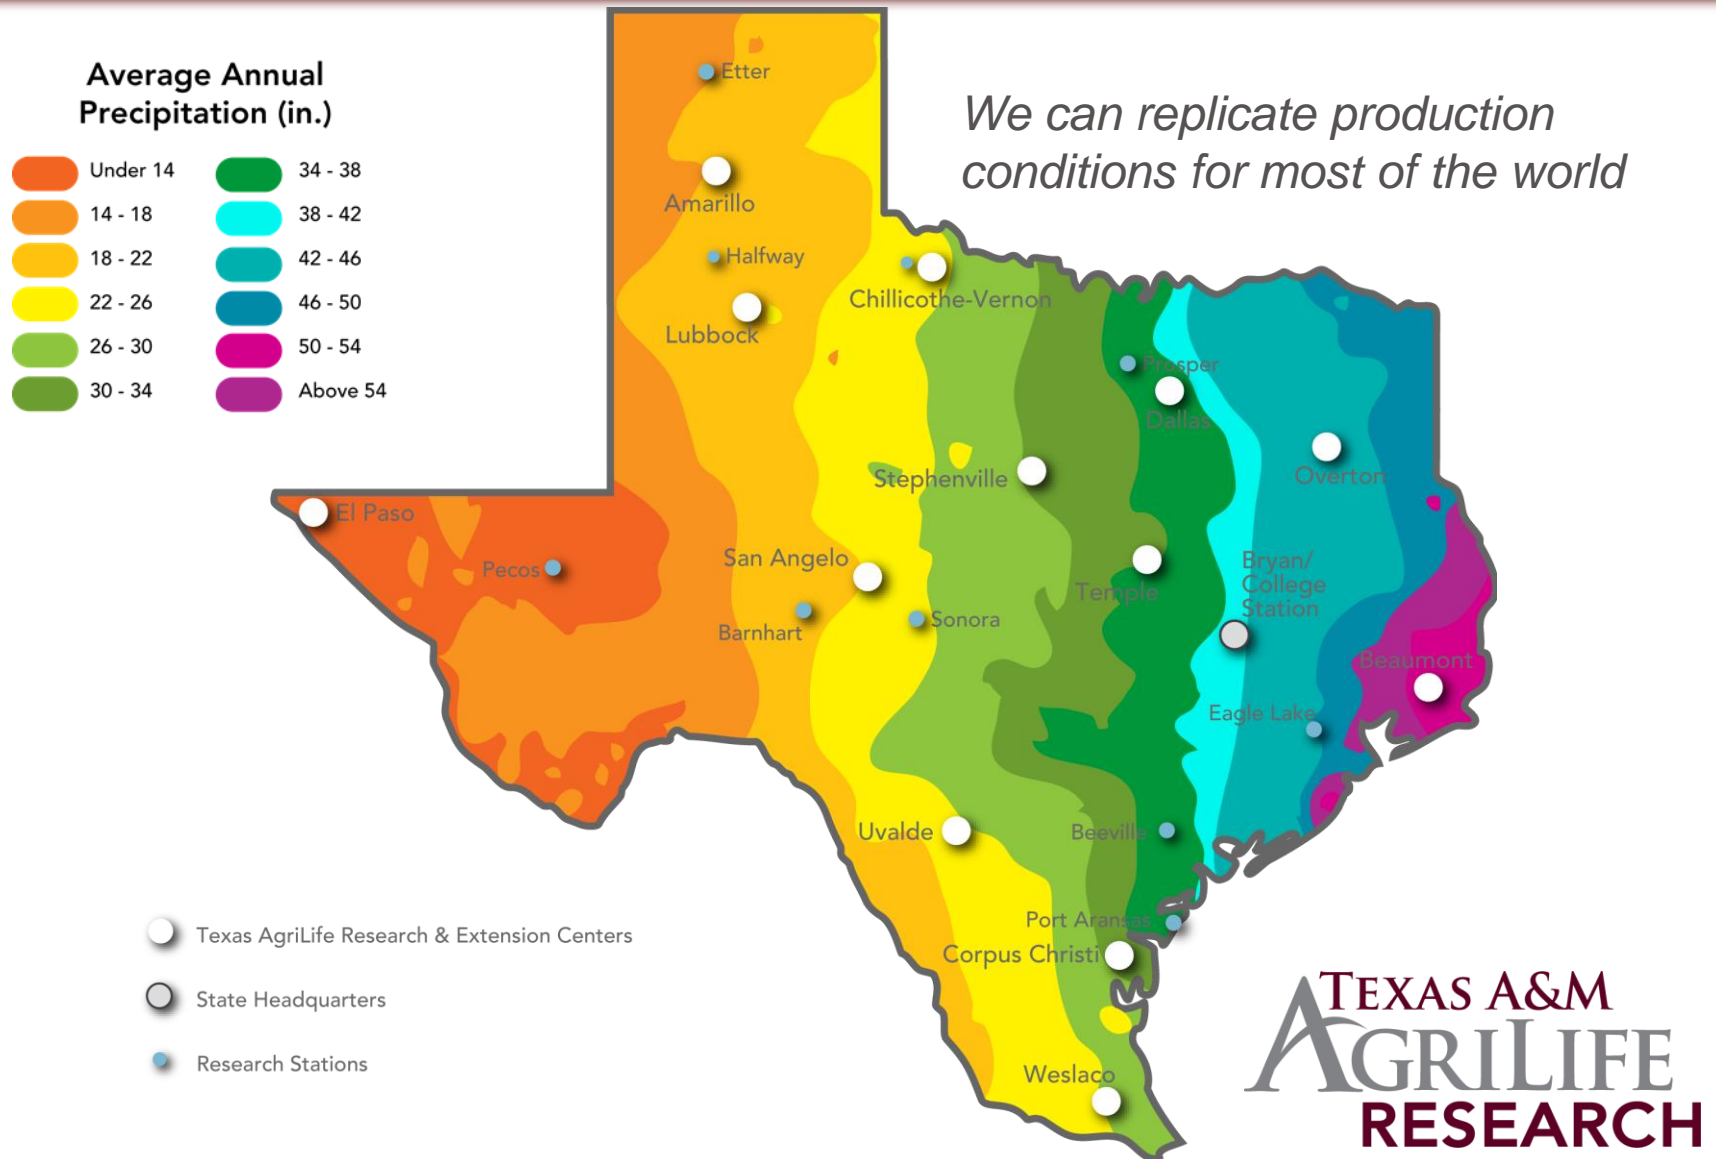 Average Annual
Precipitation (in.)
Under 14
14 - 18
18 - 22
22 - 26
26 - 30
30 - 34
34 - 38
38 - 42
42 - 46
46 - 50
50 - 54
Above 54
We can replicate production
conditions for most of the world
Etter
Amarillo
Halfway
Lubbock
Chillicothe-Vernon
Prosper
Dallas
Stephenville
Overton
El Paso
Pecos
San Angelo
Barnhart
Sonora
Temple
Bryan/
College
Station
Beaumont
Eagle Lake
Uvalde
Beeville
Port Aransas
Corpus Christi
Weslaco
Texas AgriLife Research & Extension Centers
State Headquarters
Research Stations
TEXAS A&M
AGRILIFE
RESEARCH